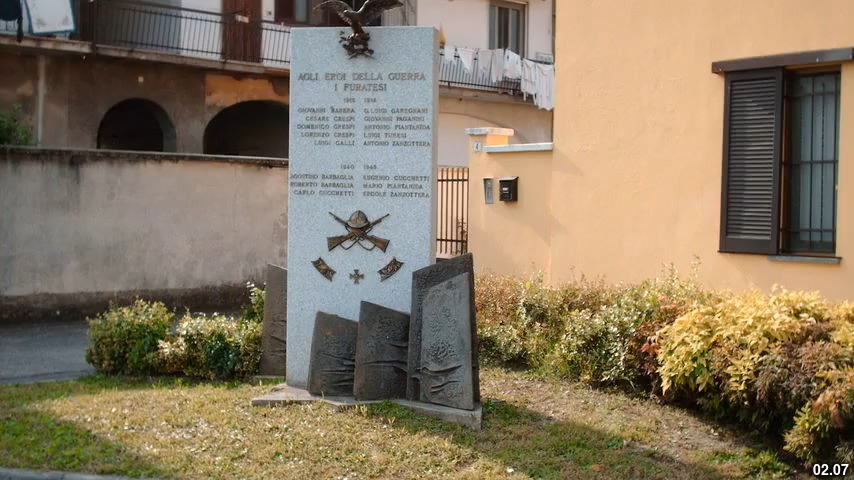 AGLI EROI DELLA GUERRA
I FURATESI
1915 1918
GIOVANNI BARERA G. LUIGI GAREGNANI
CESARE CRESPI GIOVANNI PAGANINI
DOMENICO CRESPI ANTONIO PIANTANIDA
LORENZO CRESPI LUIGI TUNESI
LUIGI GALLI ANTONIO ZANZOTTERA
1940 1945
AGOSTINO BARBAGLIA EUGENIO CUCCHETTI
ROBERTO BARBAGLIA MARIO PIANTANIDA
CARLO CUCCHETTI ERCOLE ZANZOTTERA
02.07